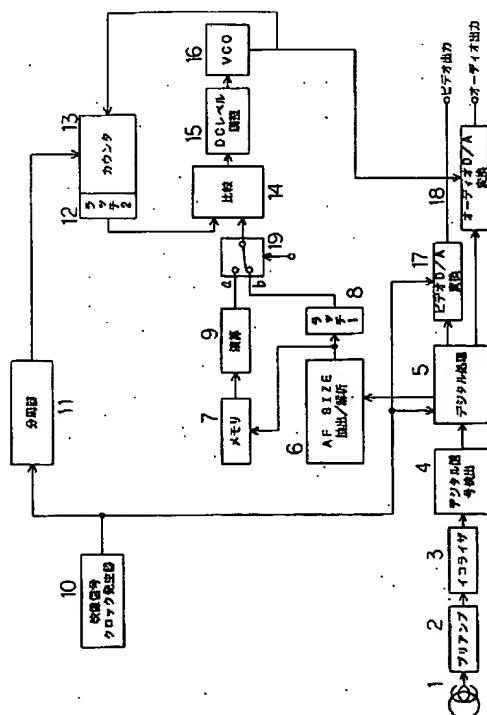 10
映像信号
クロック発生器
11
分周器
12
ラッチ2
13
カウンタ
14
比較
15
DCレベル
調整
16
VCO
19
a
b
9
演算
7
メモリ
8
ラッチ1
6
AF SIZE
抽出/解析
1
2
プリアンプ
3
イコライザ
4
デジタル信
号検出
5
デジタル処理
17
ビデオD/A
変換
18
オーディオD/A
変換
ビデオ出力
オーディオ出力